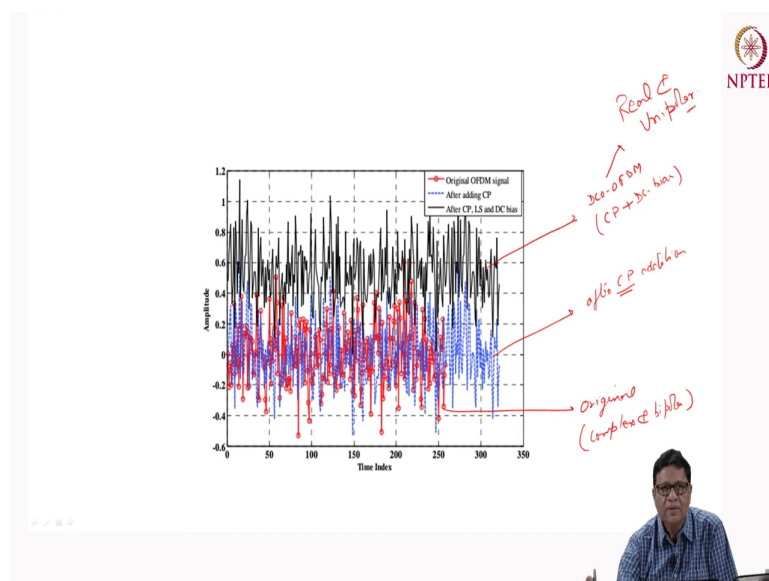 NPTEL
Real &
Unipolar
1.2
1
0.8
0.6
0.4
0.2
0
-0.2
-0.4
-0.6
Amplitude
Original OFDM signal
After adding CP
After CP, LS and DC bias
0
50
100
150
200
250
300
350
Time Index
DCO-OFDM
(CP + DC-bias)
after CP addition
Original
(complex & bipolar)